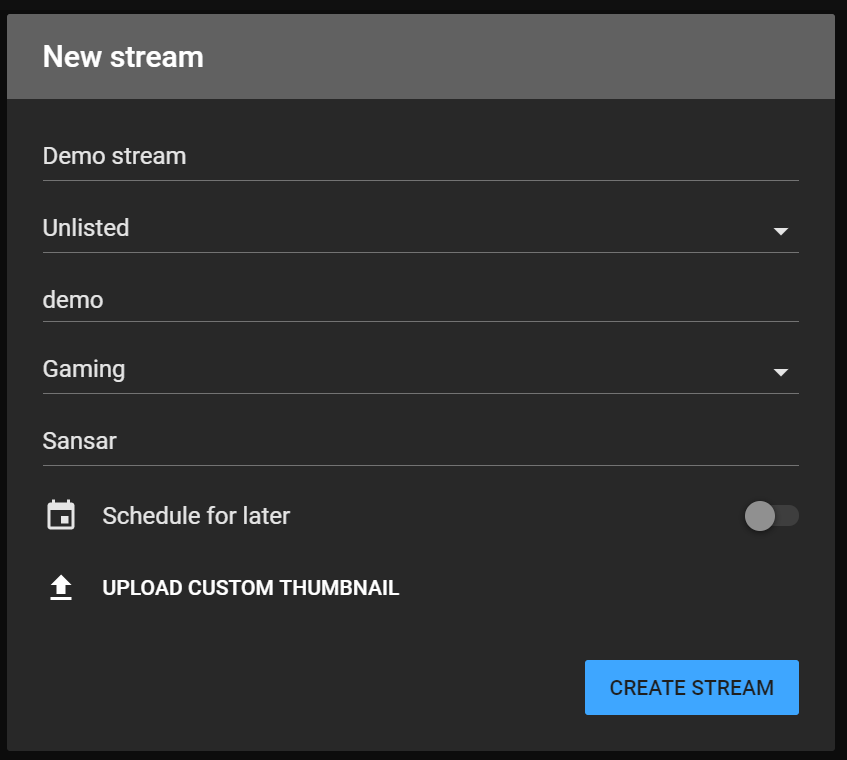 New stream
Demo stream
Unlisted
demo
Gaming
Sansar
Schedule for later
UPLOAD CUSTOM THUMBNAIL
CREATE STREAM